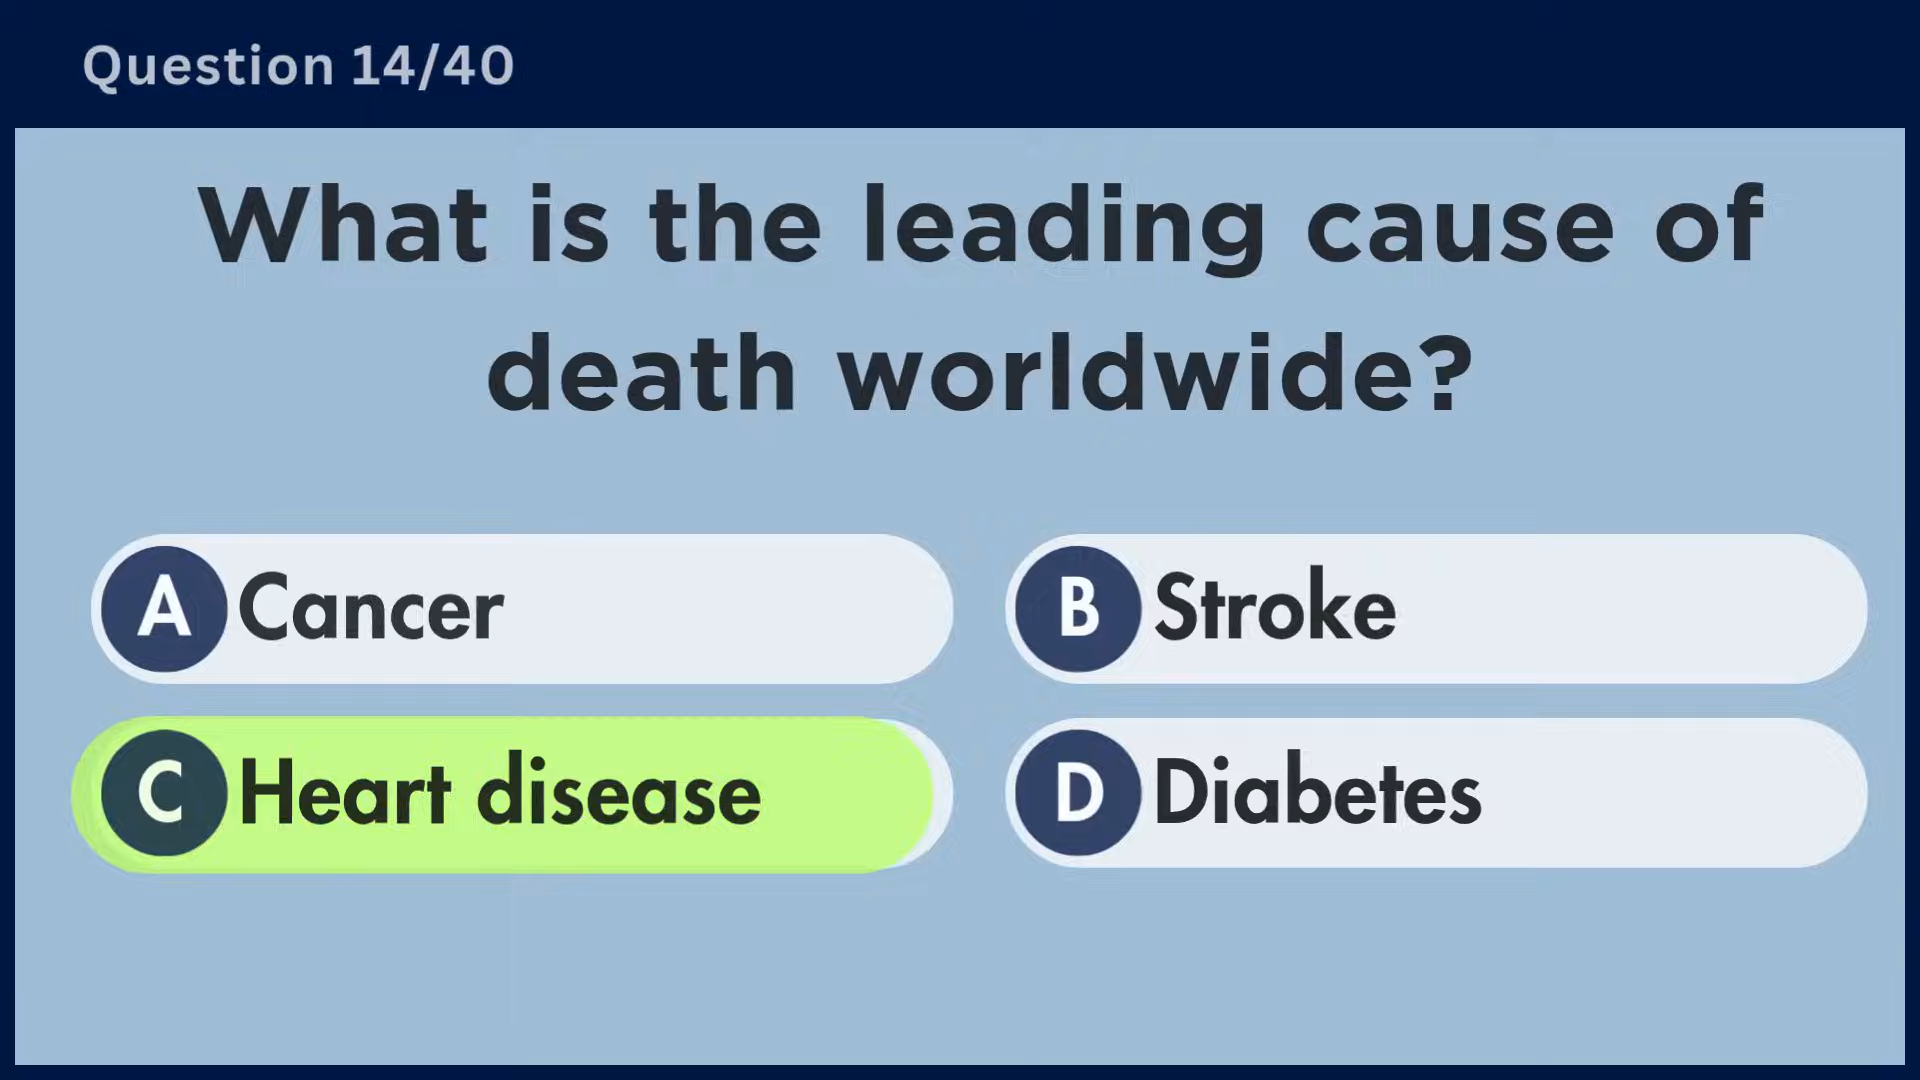 Question 14/40
What is the leading cause of
death worldwide?
A Cancer
B Stroke
C Heart disease
D Diabetes